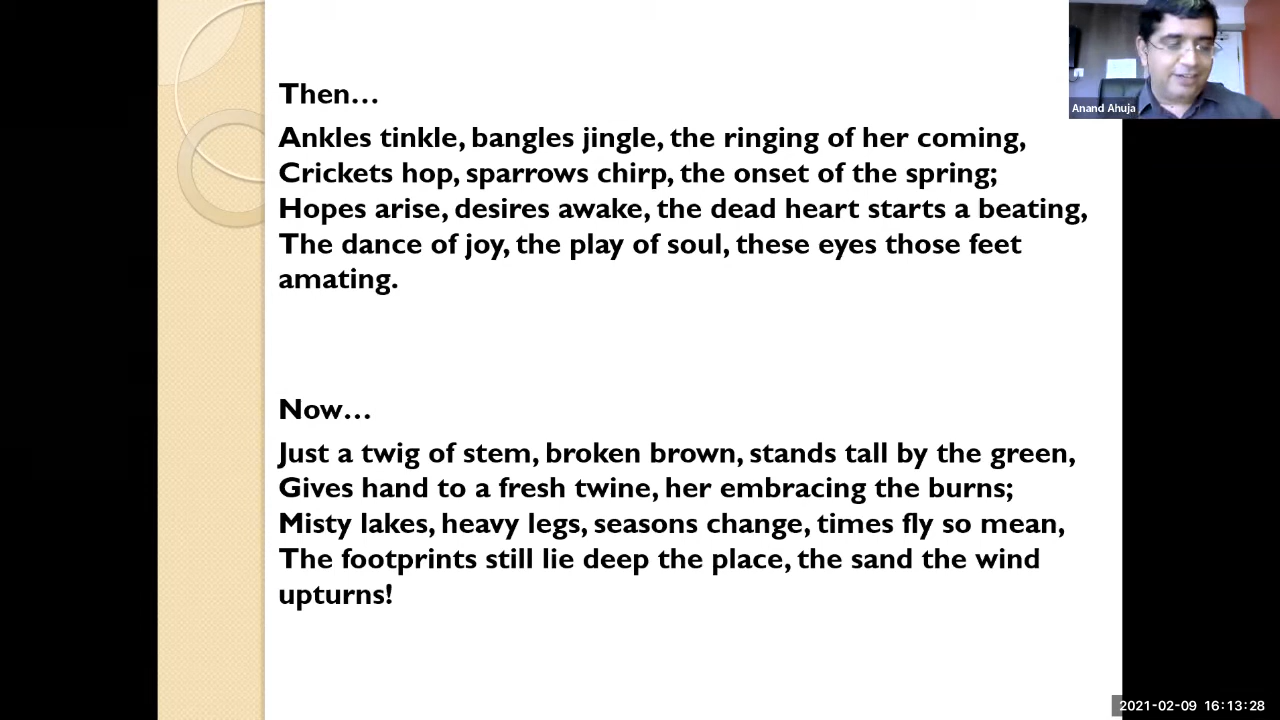 Then...
Ankles tinkle, bangles jingle, the ringing of her coming,
Crickets hop, sparrows chirp, the onset of the spring;
Hopes arise, desires awake, the dead heart starts a beating,
The dance of joy, the play of soul, these eyes those feet
amating.
Now...
Just a twig of stem, broken brown, stands tall by the green,
Gives hand to a fresh twine, her embracing the burns;
Misty lakes, heavy legs, seasons change, times fly so mean,
The footprints still lie deep the place, the sand the wind
upturns!
Anand Ahuja
2021-02-09 16:13:28